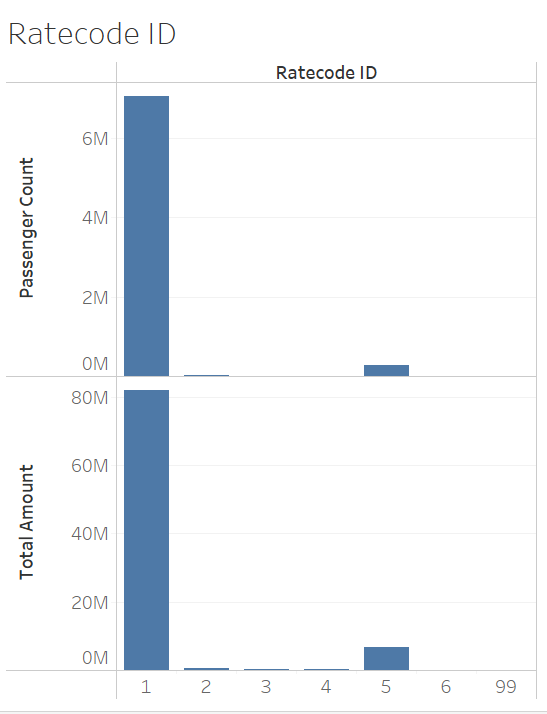 Ratecode ID
Ratecode ID
Passenger Count
6M
4M
2M
0M
Total Amount
80M
60M
40M
20M
0M
1 2 3 4 5 6 99